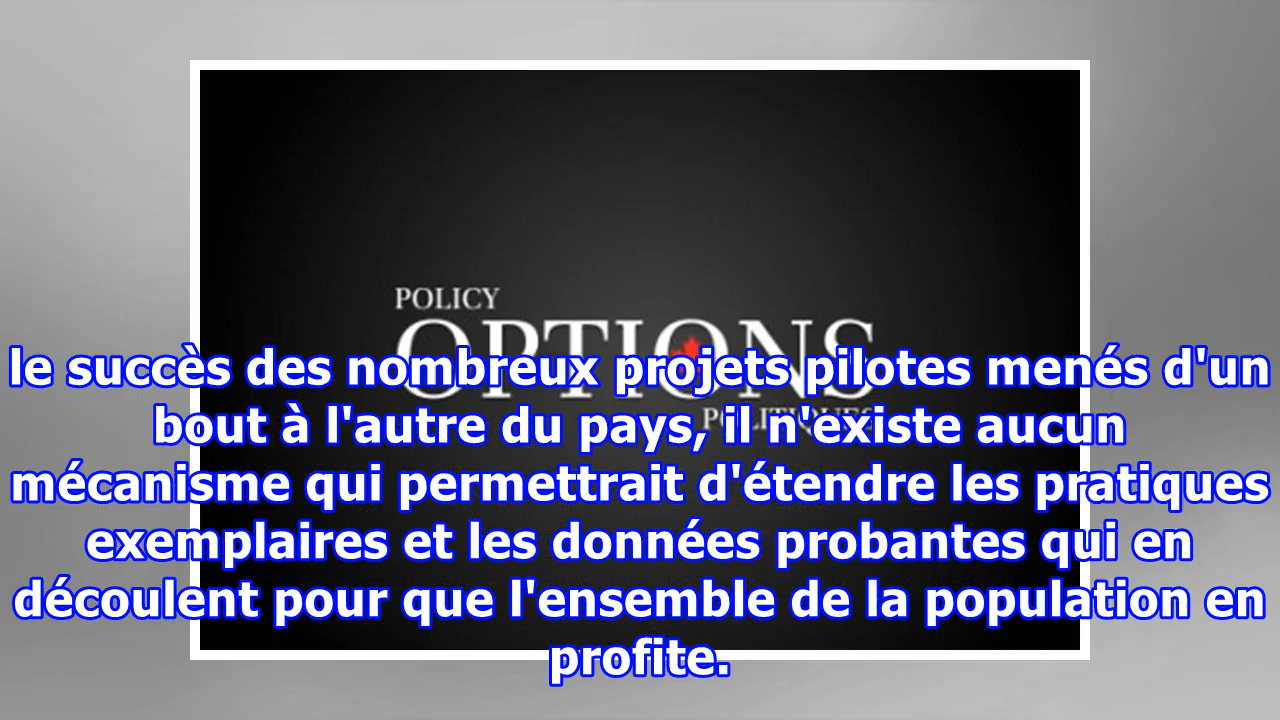 POLICY
OPTIONS
POLITIQUES
le succès des nombreux projets pilotes menés d'un
bout à l'autre du pays, il n'existe aucun
mécanisme qui permettrait d'étendre les pratiques
exemplaires et les données probantes qui en
découlent pour que l'ensemble de la population en
profite.